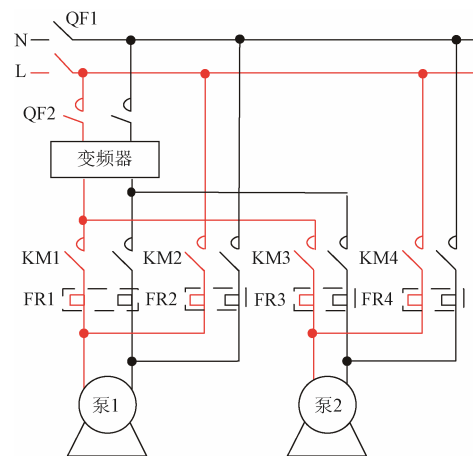 QF1
N
L
QF2
变频器
KM1 KM2 KM3 KM4
FR1 FR2 FR3 FR4
泵1 泵2